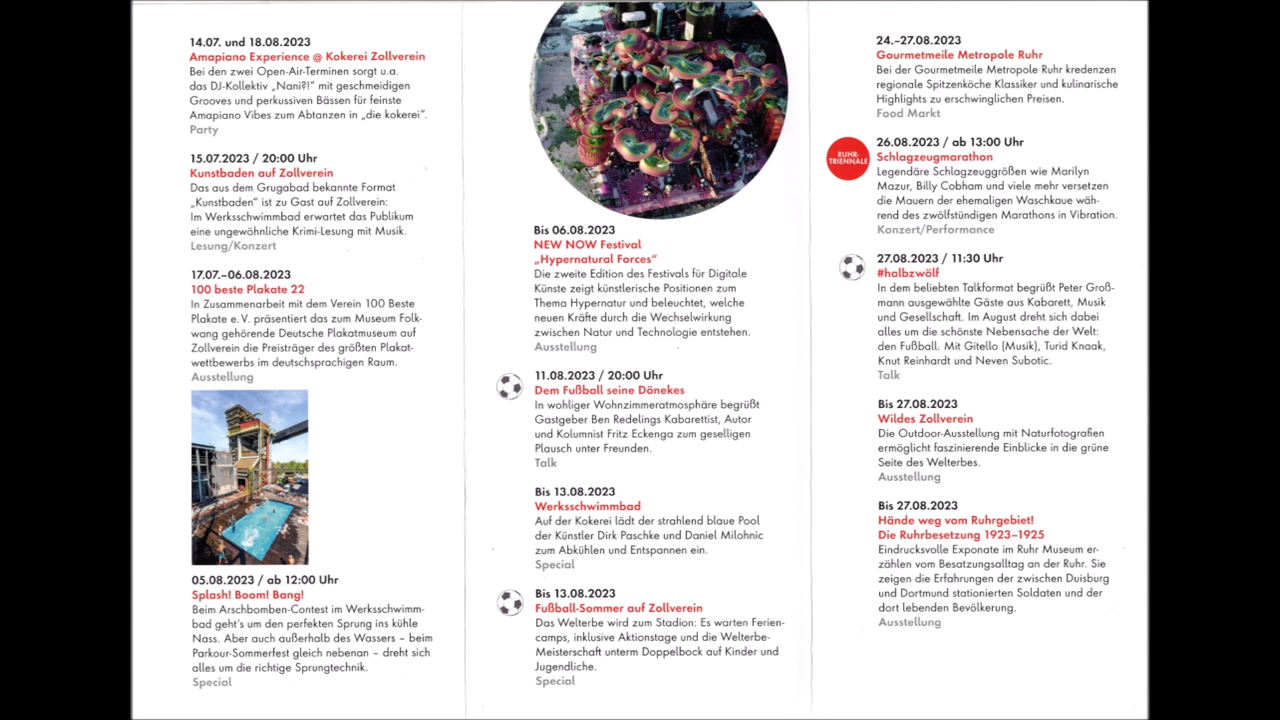 14.07. und 18.08.2023
Amapiano Experience @ Kokerei Zollverein
Bei den zwei Open-Air-Terminen sorgt u.a.
das DJ-Kollektiv „Nani?!“ mit geschmeidigen
Grooves und perkussiven Bässen für feinste
Amapiano Vibes zum Abtanzen in „die kokerei“.
Party
15.07.2023 / 20:00 Uhr
Kunstbaden auf Zollverein
Das aus dem Grugabad bekannte Format
„Kunstbaden“ ist zu Gast auf Zollverein:
Im Werksschwimmbad erwartet das Publikum
eine ungewöhnliche Krimi-Lesung mit Musik.
Lesung/Konzert
17.07.–06.08.2023
100 beste Plakate 22
In Zusammenarbeit mit dem Verein 100 Beste
Plakate e. V. präsentiert das zum Museum Folk-
wang gehörende Deutsche Plakatmuseum auf
Zollverein die Preisträger des größten Plakat-
wettbewerbs im deutschsprachigen Raum.
Ausstellung
05.08.2023 / ab 12:00 Uhr
Splash! Boom! Bang!
Beim Arschbomben-Contest im Werksschwimm-
bad geht’s um den perfekten Sprung ins kühle
Nass. Aber auch außerhalb des Wassers – beim
Parkour-Sommerfest gleich nebenan – dreht sich
alles um die richtige Sprungtechnik.
Special
Bis 06.08.2023
NEW NOW Festival
„Hypernatural Forces“
Die zweite Edition des Festivals für Digitale
Künste zeigt künstlerische Positionen zum
Thema Hypernatur und beleuchtet, welche
neuen Kräfte durch die Wechselwirkung
zwischen Natur und Technologie entstehen.
Ausstellung
11.08.2023 / 20:00 Uhr
Dem Fußball seine Dönekes
In wohliger Wohnzimmeratmosphäre begrüßt
Gastgeber Ben Redelings Kabarettist, Autor
und Kolumnist Fritz Eckenga zum geselligen
Plausch unter Freunden.
Talk
Bis 13.08.2023
Werksschwimmbad
Auf der Kokerei lädt der strahlend blaue Pool
der Künstler Dirk Paschke und Daniel Milohnic
zum Abkühlen und Entspannen ein.
Special
Bis 13.08.2023
Fußball-Sommer auf Zollverein
Das Welterbe wird zum Stadion: Es warten Ferien-
camps, inklusive Aktionstage und die Welterbe-
Meisterschaft unterm Doppelbock auf Kinder und
Jugendliche.
Special
24.–27.08.2023
Gourmetmeile Metropole Ruhr
Bei der Gourmetmeile Metropole Ruhr kredenzen
regionale Spitzenköche Klassiker und kulinarische
Highlights zu erschwinglichen Preisen.
Food Markt
RUHR-
TRIENNALE
26.08.2023 / ab 13:00 Uhr
Schlagzeugmarathon
Legendäre Schlagzeuggrößen wie Marilyn
Mazur, Billy Cobham und viele mehr versetzen
die Mauern der ehemaligen Waschkaue wäh-
rend des zwölfstündigen Marathons in Vibration.
Konzert/Performance
27.08.2023 / 11:30 Uhr
#halbzwölf
In dem beliebten Talkformat begrüßt Peter Groß-
mann ausgewählte Gäste aus Kabarett, Musik
und Gesellschaft. Im August dreht sich dabei
alles um die schönste Nebensache der Welt:
den Fußball. Mit Gitello (Musik), Turid Knaak,
Knut Reinhardt und Neven Subotic.
Talk
Bis 27.08.2023
Wildes Zollverein
Die Outdoor-Ausstellung mit Naturfotografien
ermöglicht faszinierende Einblicke in die grüne
Seite des Welterbes.
Ausstellung
Bis 27.08.2023
Hände weg vom Ruhrgebiet!
Die Ruhrbesetzung 1923–1925
Eindrucksvolle Exponate im Ruhr Museum er-
zählen vom Besatzungsalltag an der Ruhr. Sie
zeigen die Erfahrungen der zwischen Duisburg
und Dortmund stationierten Soldaten und der
dort lebenden Bevölkerung.
Ausstellung